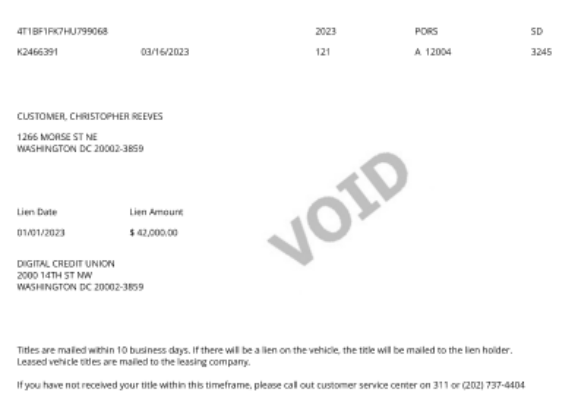 4T1BF1FK7HU799068 2023 PORS SD
K2466391 03/16/2023 121 A 12004 3245
CUSTOMER, CHRISTOPHER REEVES
1266 MORSE ST NE
WASHINGTON DC 20002-3859
VOID
Lien Date Lien Amount
01/01/2023 $ 42,000.00
DIGITAL CREDIT UNION
2000 14TH ST NW
WASHINGTON DC 20002-3859
Titles are mailed within 10 business days. If there will be a lien on the vehicle, the title will be mailed to the lien holder.
Leased vehicle titles are mailed to the leasing company.
If you have not received your title within this timeframe, please call out customer service center on 311 or (202) 737-4404